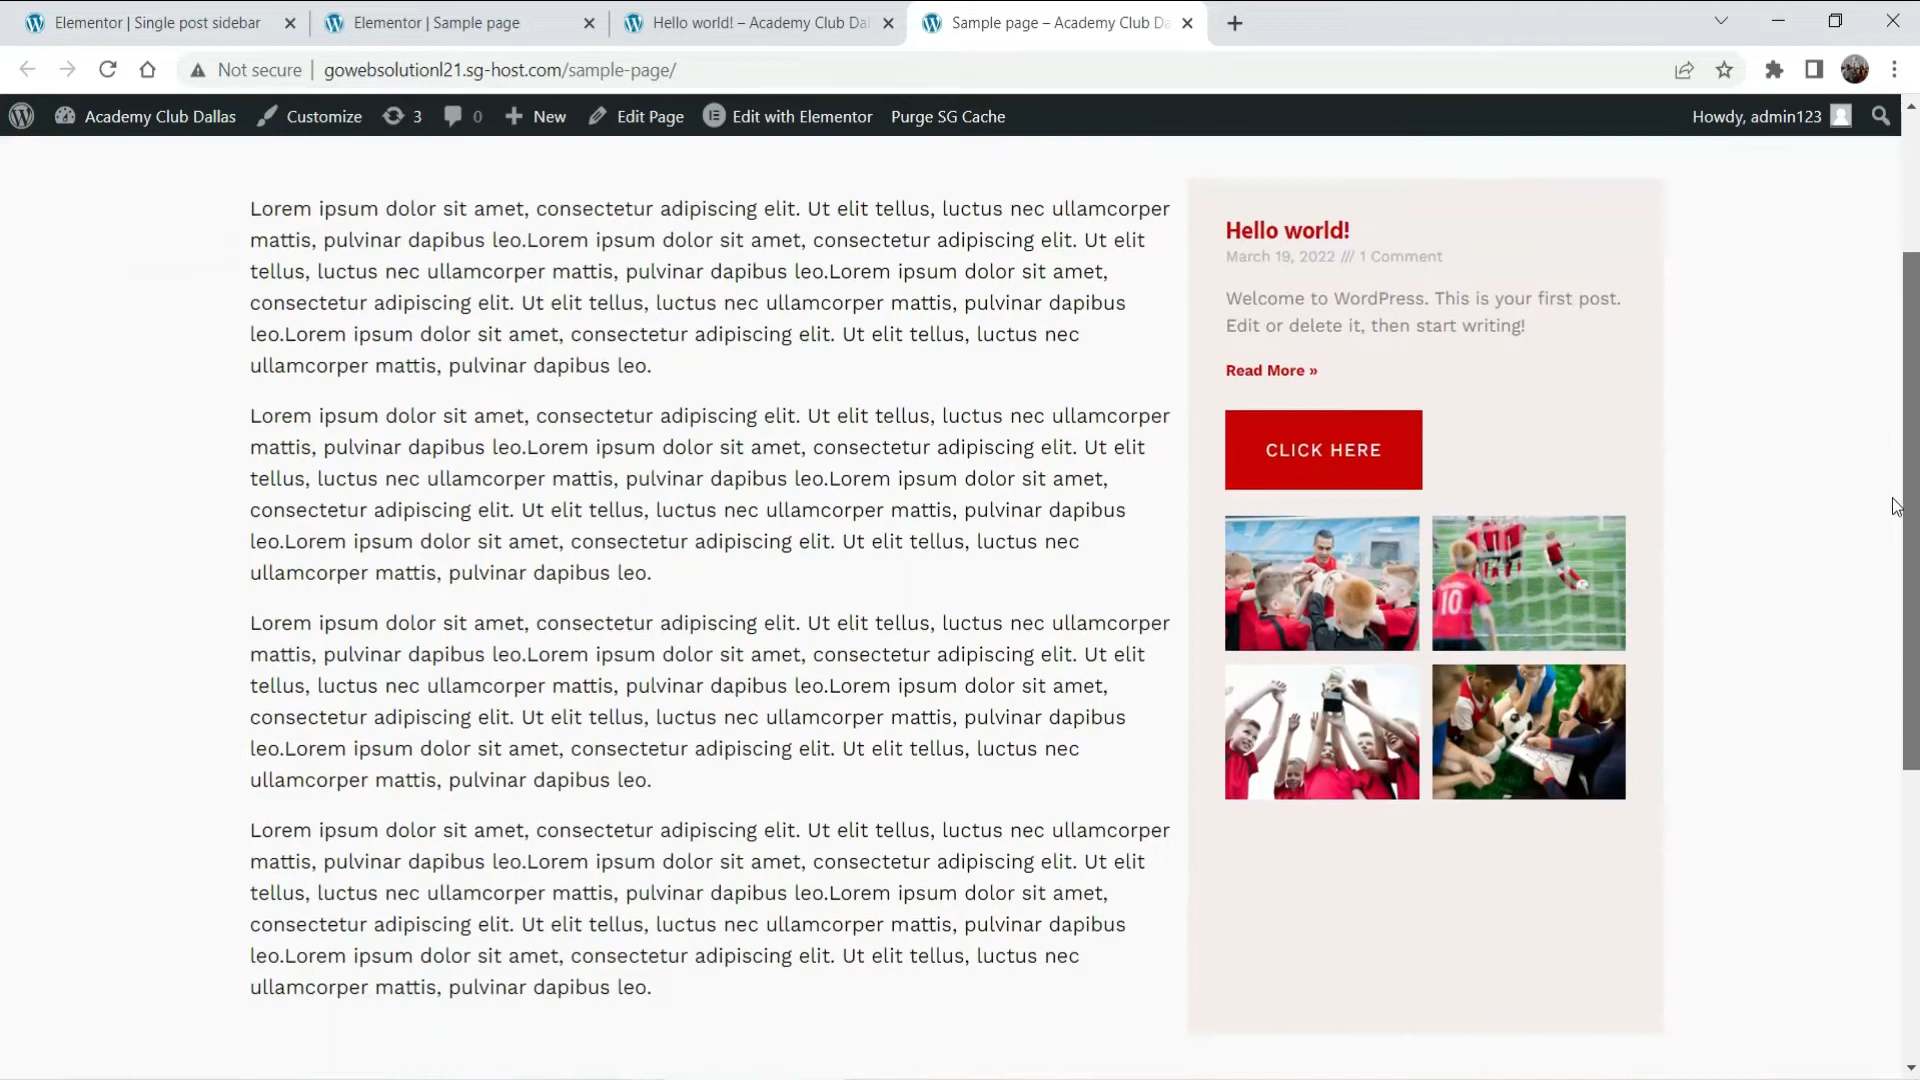 Elementor | Single post sidebar
Elementor | Sample page
Hello world! – Academy Club Dal
Sample page – Academy Club Da
Not secure | gowebsolutionl21.sg-host.com/sample-page/
Academy Club Dallas
Customize
3
0
New
Edit Page
Edit with Elementor
Purge SG Cache
Howdy, admin123
Lorem ipsum dolor sit amet, consectetur adipiscing elit. Ut elit tellus, luctus nec ullamcorper
mattis, pulvinar dapibus leo.Lorem ipsum dolor sit amet, consectetur adipiscing elit. Ut elit
tellus, luctus nec ullamcorper mattis, pulvinar dapibus leo.Lorem ipsum dolor sit amet,
consectetur adipiscing elit. Ut elit tellus, luctus nec ullamcorper mattis, pulvinar dapibus
leo.Lorem ipsum dolor sit amet, consectetur adipiscing elit. Ut elit tellus, luctus nec
ullamcorper mattis, pulvinar dapibus leo.
Lorem ipsum dolor sit amet, consectetur adipiscing elit. Ut elit tellus, luctus nec ullamcorper
mattis, pulvinar dapibus leo.Lorem ipsum dolor sit amet, consectetur adipiscing elit. Ut elit
tellus, luctus nec ullamcorper mattis, pulvinar dapibus leo.Lorem ipsum dolor sit amet,
consectetur adipiscing elit. Ut elit tellus, luctus nec ullamcorper mattis, pulvinar dapibus
leo.Lorem ipsum dolor sit amet, consectetur adipiscing elit. Ut elit tellus, luctus nec
ullamcorper mattis, pulvinar dapibus leo.
Lorem ipsum dolor sit amet, consectetur adipiscing elit. Ut elit tellus, luctus nec ullamcorper
mattis, pulvinar dapibus leo.Lorem ipsum dolor sit amet, consectetur adipiscing elit. Ut elit
tellus, luctus nec ullamcorper mattis, pulvinar dapibus leo.Lorem ipsum dolor sit amet,
consectetur adipiscing elit. Ut elit tellus, luctus nec ullamcorper mattis, pulvinar dapibus
leo.Lorem ipsum dolor sit amet, consectetur adipiscing elit. Ut elit tellus, luctus nec
ullamcorper mattis, pulvinar dapibus leo.
Lorem ipsum dolor sit amet, consectetur adipiscing elit. Ut elit tellus, luctus nec ullamcorper
mattis, pulvinar dapibus leo.Lorem ipsum dolor sit amet, consectetur adipiscing elit. Ut elit
tellus, luctus nec ullamcorper mattis, pulvinar dapibus leo.Lorem ipsum dolor sit amet,
consectetur adipiscing elit. Ut elit tellus, luctus nec ullamcorper mattis, pulvinar dapibus
leo.Lorem ipsum dolor sit amet, consectetur adipiscing elit. Ut elit tellus, luctus nec
ullamcorper mattis, pulvinar dapibus leo.
Hello world!
March 19, 2022 /// 1 Comment
Welcome to WordPress. This is your first post.
Edit or delete it, then start writing!
Read More »
CLICK HERE
10